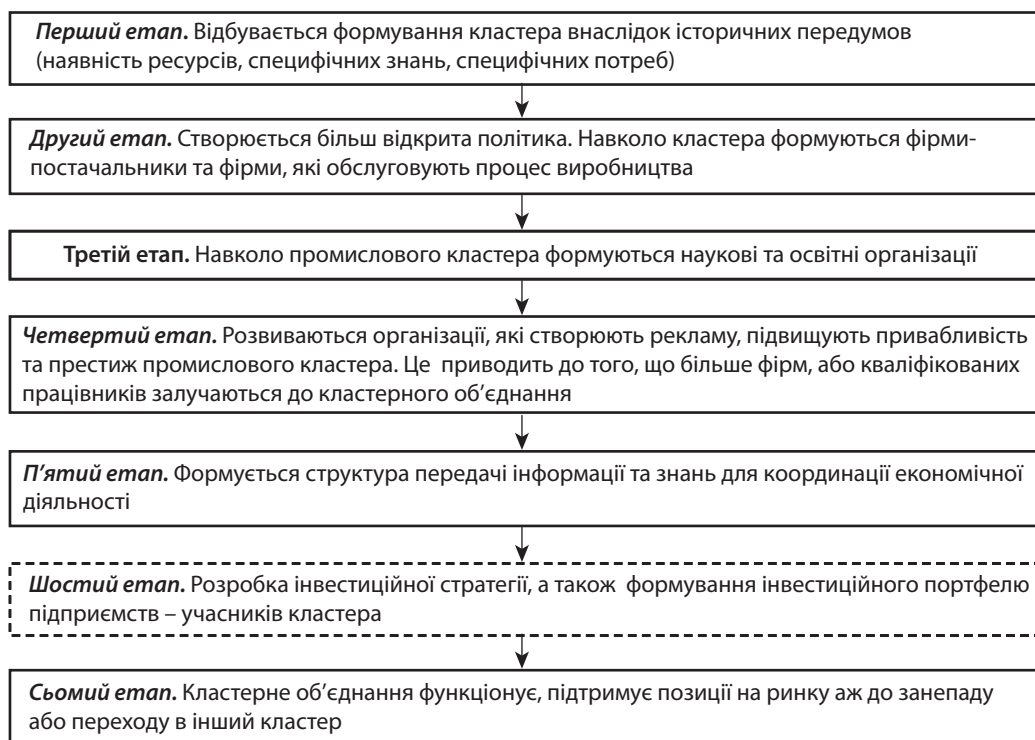 Перший етап. Відбувається формування кластера внаслідок історичних передумов
(наявність ресурсів, специфічних знань, специфічних потреб)
Другий етап. Створюється більш відкрита політика. Навколо кластера формуються фірми-
постачальники та фірми, які обслуговують процес виробництва
Третій етап. Навколо промислового кластера формуються наукові та освітні організації
Четвертий етап. Розвиваються організації, які створюють рекламу, підвищують привабливість
та престиж промислового кластера. Це приводить до того, що більше фірм, або кваліфікованих
працівників залучаються до кластерного об’єднання
П’ятий етап. Формується структура передачі інформації та знань для координації економічної
діяльності
Шостий етап. Розробка інвестиційної стратегії, а також формування інвестиційного портфелю
підприємств – учасників кластера
Сьомий етап. Кластерне об’єднання функціонує, підтримує позиції на ринку аж до занепаду
або переходу в інший кластер